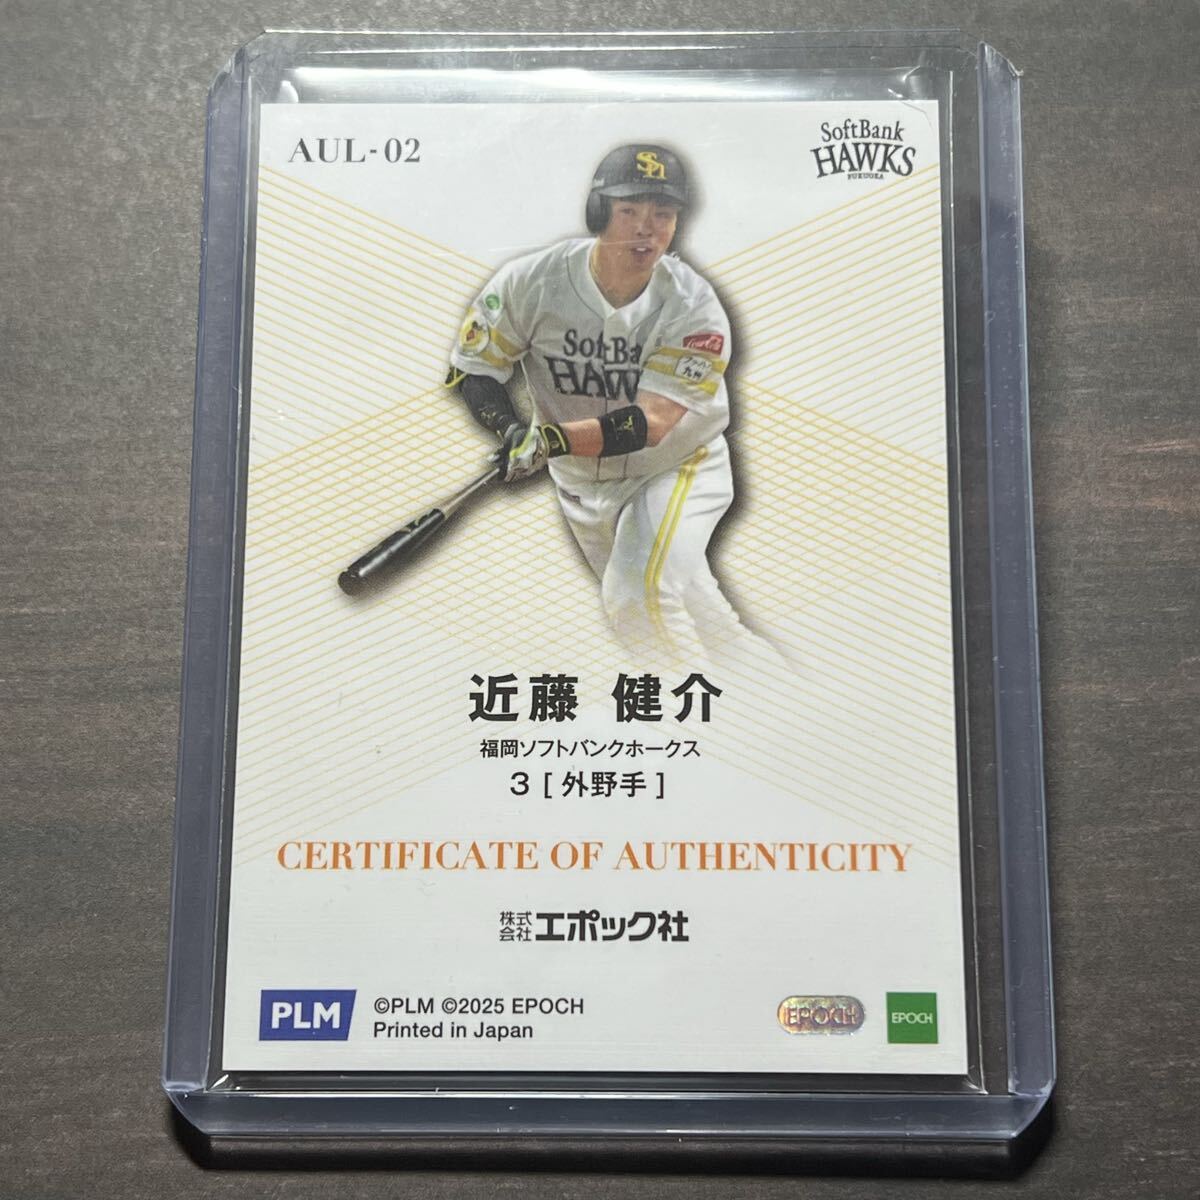 AUL-02
SoftBank
HAWKS
FUKUOKA
近藤 健介
福岡ソフトバンクホークス
3 [ 外野手 ]
CERTIFICATE OF AUTHENTICITY
株式会社エポック社
PLM
©PLM ©2025 EPOCH
Printed in Japan
EPOCH
EPOCH